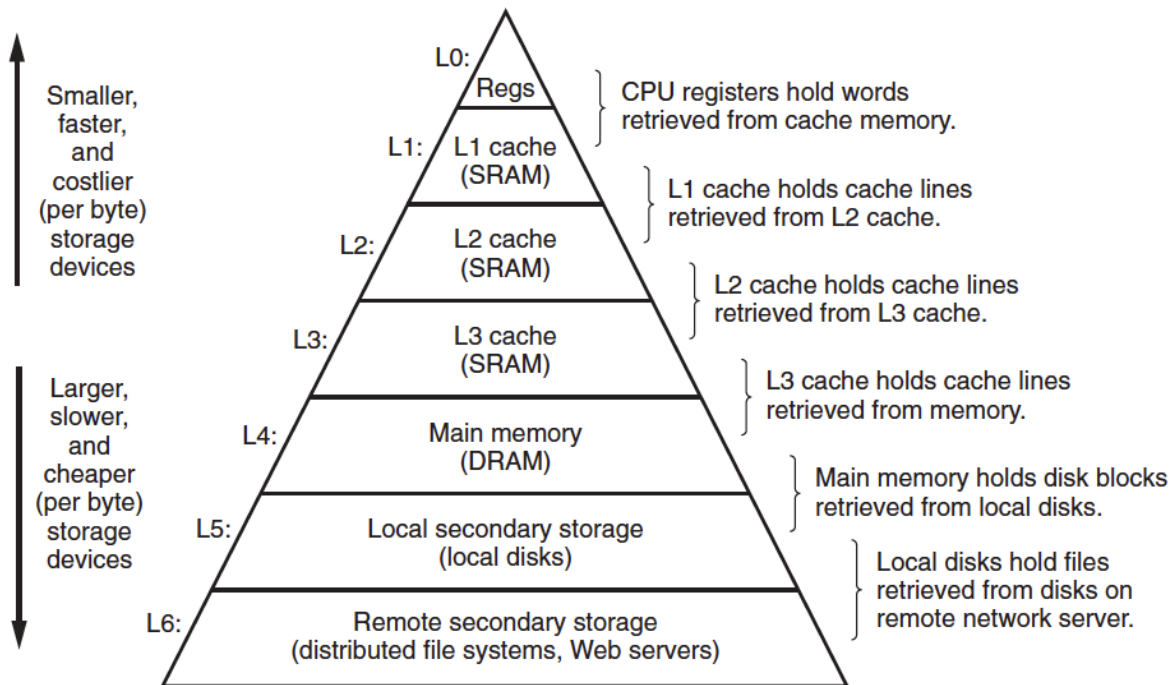 L0:
Regs
CPU registers hold words
retrieved from cache memory.
Smaller,
faster,
and
costlier
(per byte)
storage
devices
L1:
L1 cache
(SRAM)
L1 cache holds cache lines
retrieved from L2 cache.
L2:
L2 cache
(SRAM)
L2 cache holds cache lines
retrieved from L3 cache.
L3:
L3 cache
(SRAM)
L3 cache holds cache lines
retrieved from memory.
Larger,
slower,
and
cheaper
(per byte)
storage
devices
L4:
Main memory
(DRAM)
Main memory holds disk blocks
retrieved from local disks.
L5:
Local secondary storage
(local disks)
Local disks hold files
retrieved from disks on
remote network server.
L6:
Remote secondary storage
(distributed file systems, Web servers)